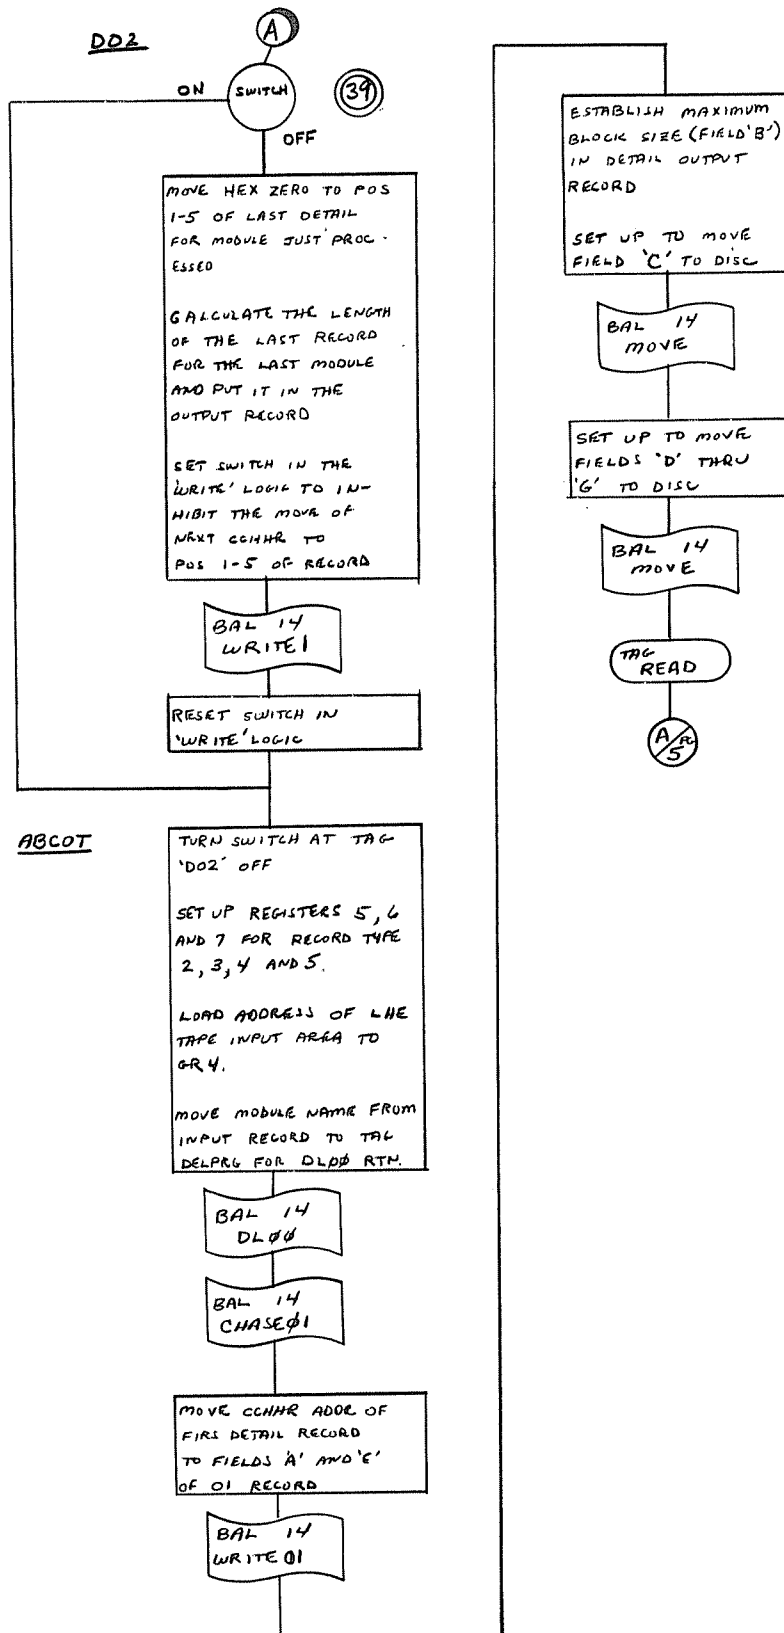 DO2
A
ON
SWITCH
39
OFF
MOVE HEX ZERO TO POS
1-5 OF LAST DETAIL
FOR MODULE JUST PROC-
ESSED
CALCULATE THE LENGTH
OF THE LAST RECORD
FOR THE LAST MODULE
AND PUT IT IN THE
OUTPUT RECORD
SET SWITCH IN THE
'WRITE' LOGIC TO IN-
HIBIT THE MOVE OF
NEXT CCHHR TO
POS 1-5 OF RECORD
BAL 14
WRITE1
RESET SWITCH IN
'WRITE' LOGIC
ABCOT
TURN SWITCH AT TAG
'DO2' OFF
SET UP REGISTERS 5, 6
AND 7 FOR RECORD TYPE
2, 3, 4 AND 5.
LOAD ADDRESS OF LHE
TAPE INPUT AREA TO
GR 4.
MOVE MODULE NAME FROM
INPUT RECORD TO TAG
DELPRG FOR DLØØ RTN.
BAL 14
DLØØ
BAL 14
CHASEØ1
MOVE CCHHR ADDR OF
FIRS DETAIL RECORD
TO FIELDS 'A' AND 'E'
OF 01 RECORD
BAL 14
WRITE 01
ESTABLISH MAXIMUM
BLOCK SIZE (FIELD 'B')
IN DETAIL OUTPUT
RECORD
SET UP TO MOVE
FIELD 'C' TO DISC
BAL 14
MOVE
SET UP TO MOVE
FIELDS 'D' THRU
'G' TO DISC
BAL 14
MOVE
TAG
READ
A PG
5